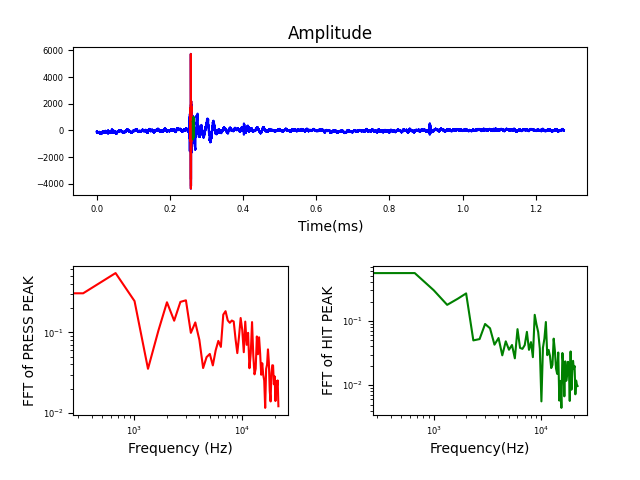 Amplitude
6000
4000
2000
0
−2000
−4000
0.0 0.2 0.4 0.6 0.8 1.0 1.2
Time(ms)
FFT of PRESS PEAK
10⁻¹
10⁻²
10³ 10⁴
Frequency (Hz)
FFT of HIT PEAK
10⁻¹
10⁻²
10³ 10⁴
Frequency(Hz)